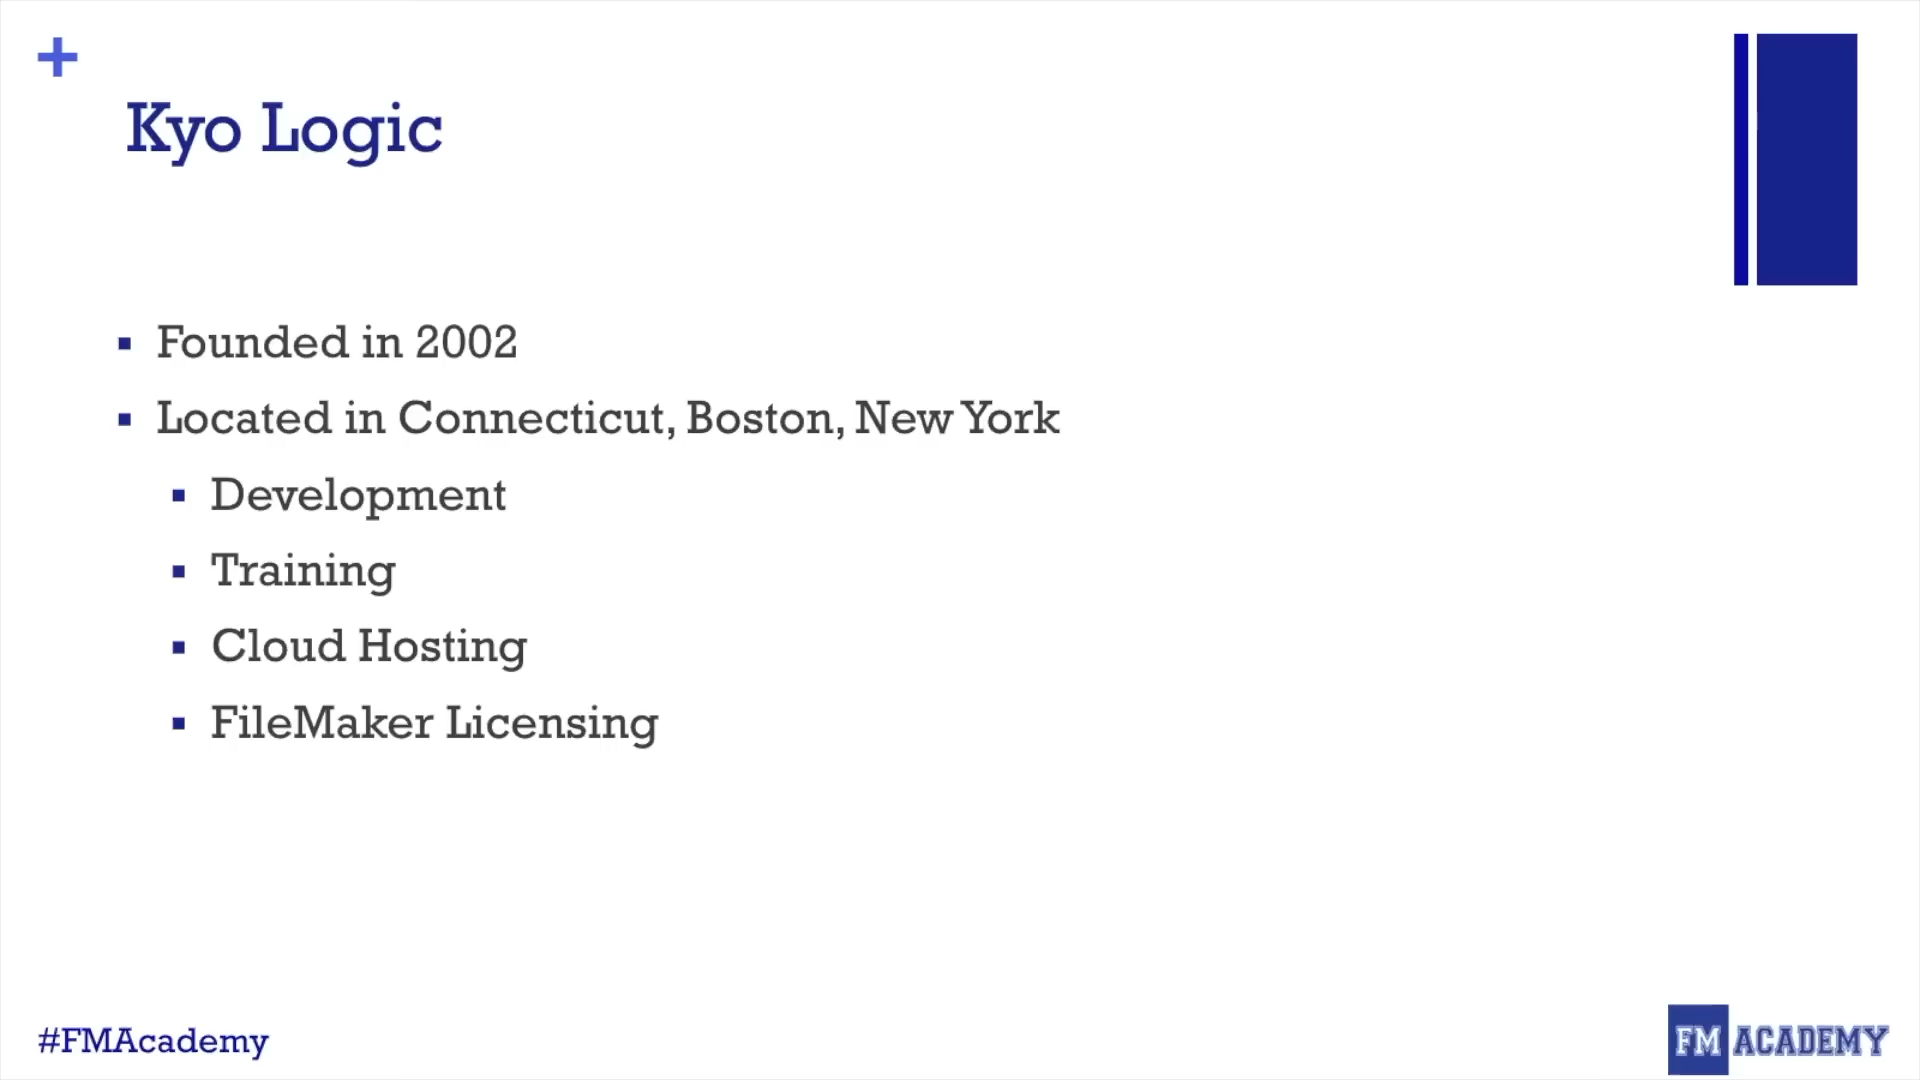 +
Kyo Logic
▪ Founded in 2002
▪ Located in Connecticut, Boston, New York
▪ Development
▪ Training
▪ Cloud Hosting
▪ FileMaker Licensing
#FMAcademy
FM ACADEMY